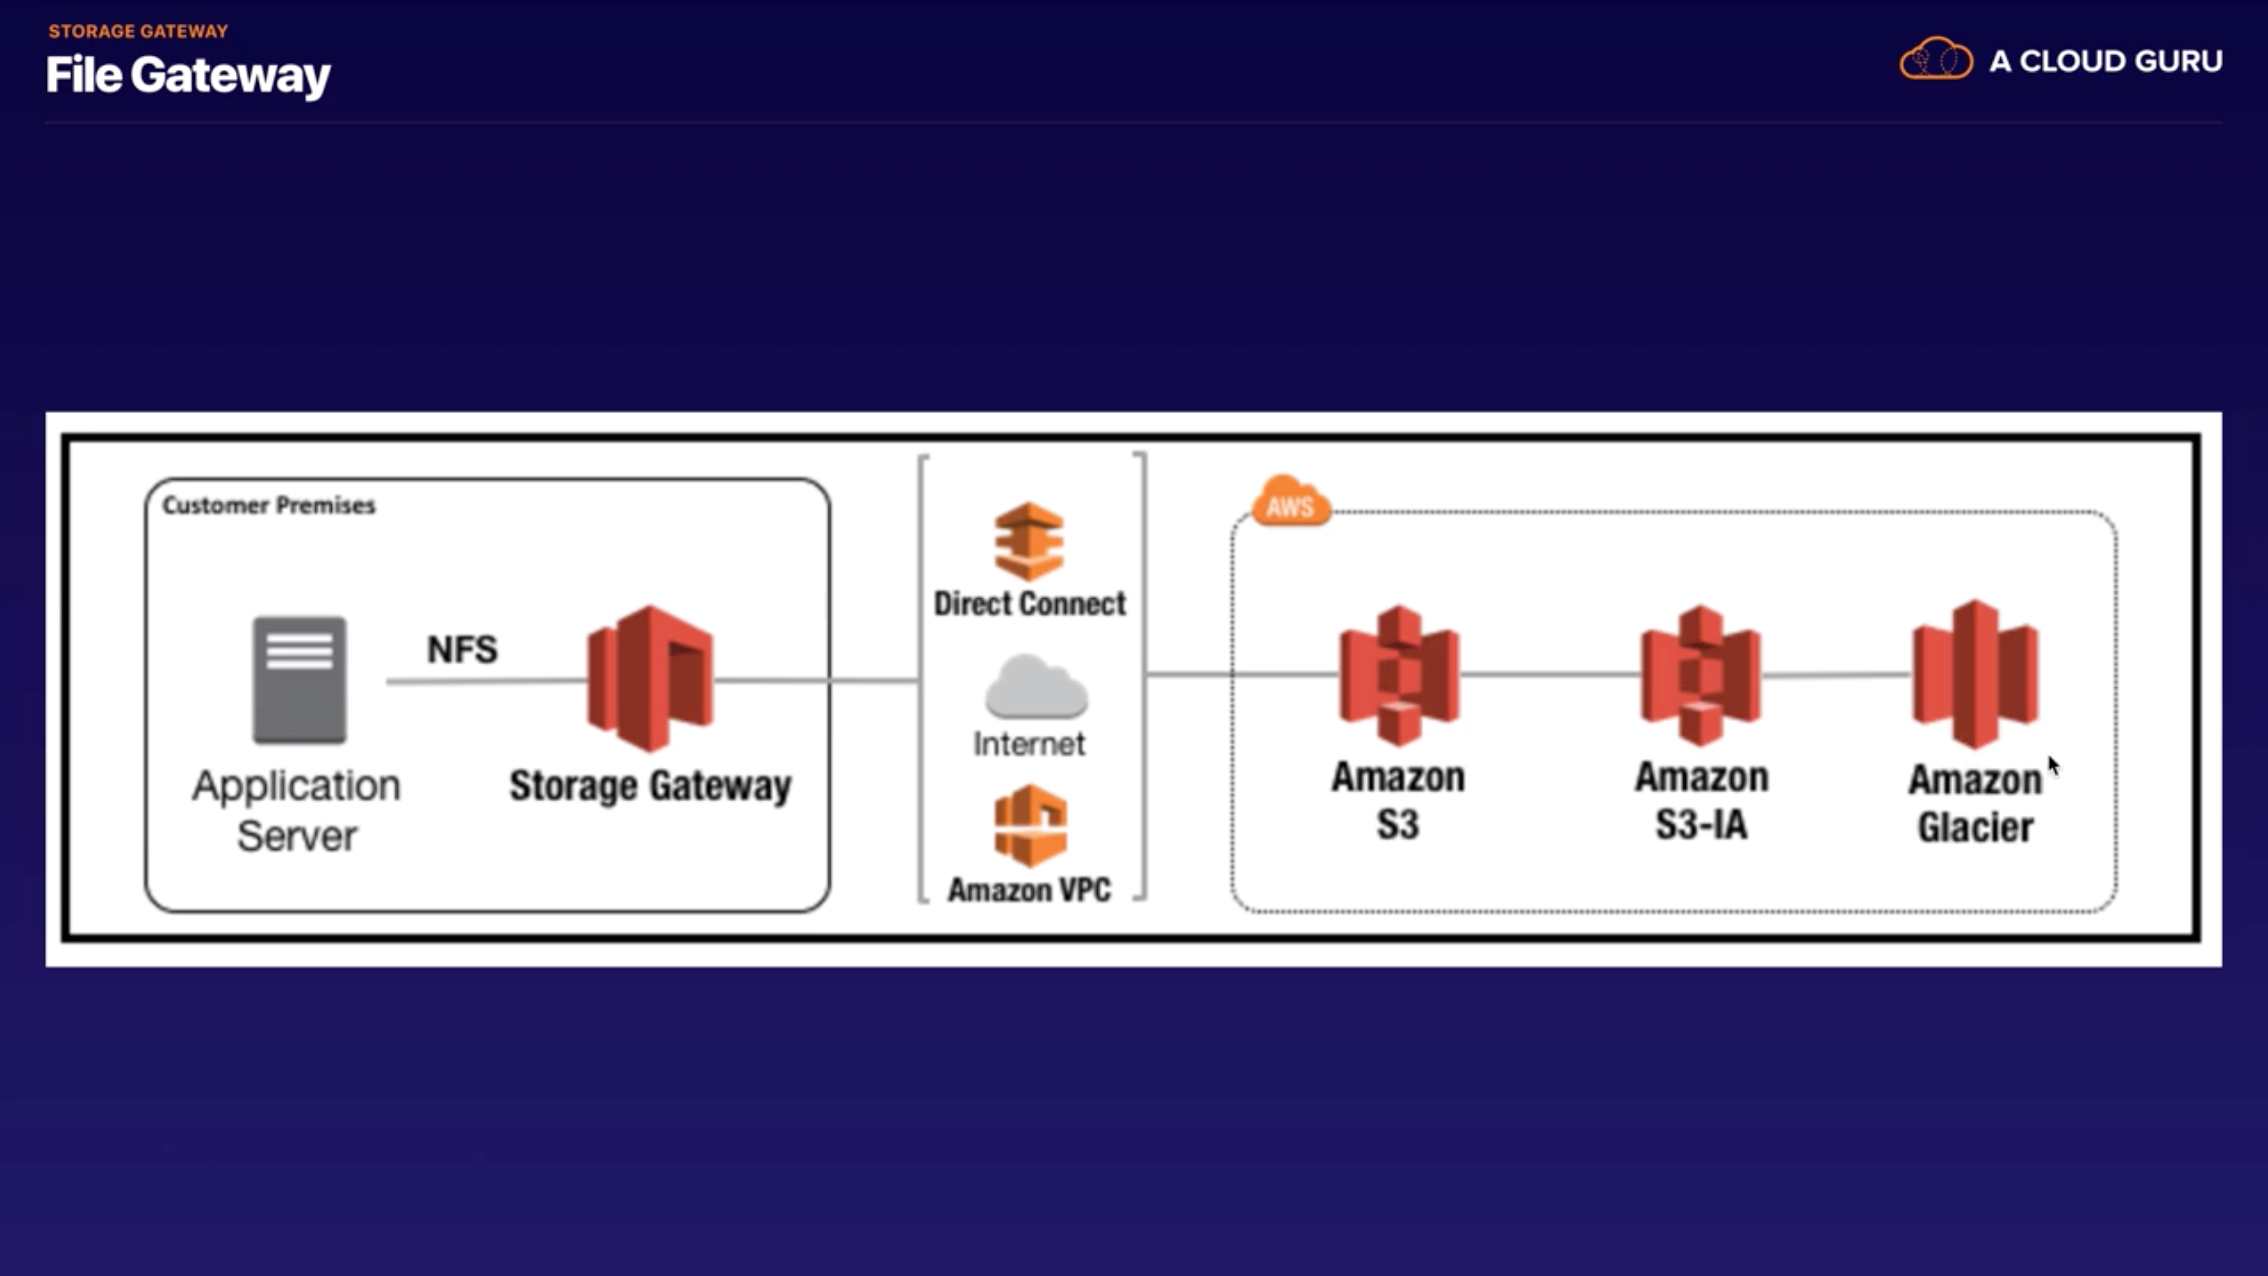 STORAGE GATEWAY
File Gateway
A CLOUD GURU
Customer Premises
NFS
Application
Server
Storage Gateway
Direct Connect
Internet
Amazon VPC
AWS
Amazon
S3
Amazon
S3-IA
Amazon
Glacier